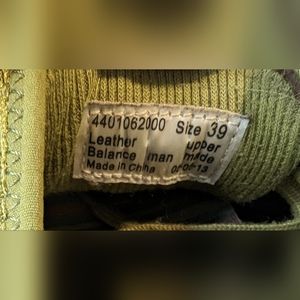 4401062000 Size 39
Leather upper
Balance man made
Made in China